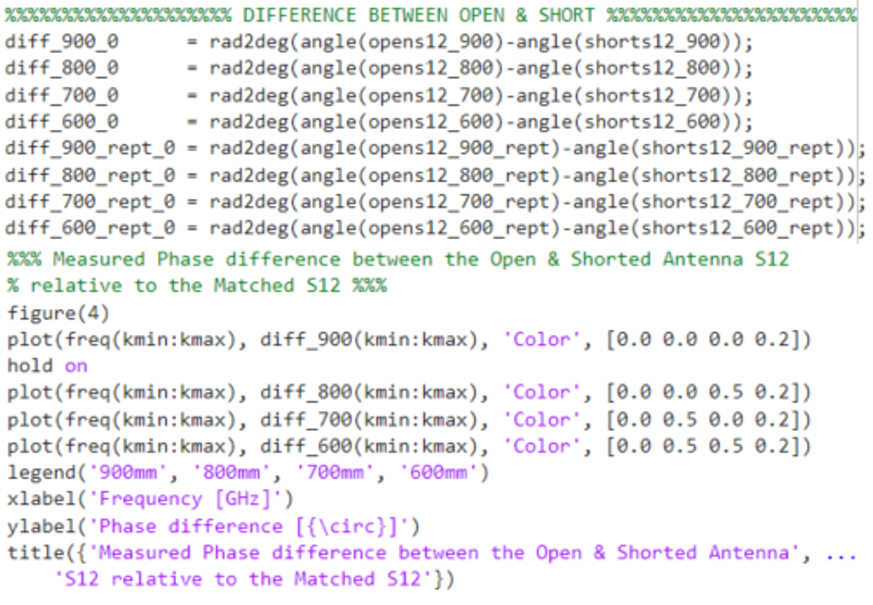 %%%%%%%%%%%%%%%%%%%% DIFFERENCE BETWEEN OPEN & SHORT %%%%%%%%%%%%%%%%%%%%%%
diff_900_0      = rad2deg(angle(opens12_900)-angle(shorts12_900));
diff_800_0      = rad2deg(angle(opens12_800)-angle(shorts12_800));
diff_700_0      = rad2deg(angle(opens12_700)-angle(shorts12_700));
diff_600_0      = rad2deg(angle(opens12_600)-angle(shorts12_600));
diff_900_rept_0 = rad2deg(angle(opens12_900_rept)-angle(shorts12_900_rept));
diff_800_rept_0 = rad2deg(angle(opens12_800_rept)-angle(shorts12_800_rept));
diff_700_rept_0 = rad2deg(angle(opens12_700_rept)-angle(shorts12_700_rept));
diff_600_rept_0 = rad2deg(angle(opens12_600_rept)-angle(shorts12_600_rept));
%%% Measured Phase difference between the Open & Shorted Antenna S12
% relative to the Matched S12 %%%
figure(4)
plot(freq(kmin:kmax), diff_900(kmin:kmax), 'Color', [0.0 0.0 0.0 0.2])
hold on
plot(freq(kmin:kmax), diff_800(kmin:kmax), 'Color', [0.0 0.0 0.5 0.2])
plot(freq(kmin:kmax), diff_700(kmin:kmax), 'Color', [0.0 0.5 0.0 0.2])
plot(freq(kmin:kmax), diff_600(kmin:kmax), 'Color', [0.0 0.5 0.5 0.2])
legend('900mm', '800mm', '700mm', '600mm')
xlabel('Frequency [GHz]')
ylabel('Phase difference [{\circ}]')
title({'Measured Phase difference between the Open & Shorted Antenna', ...
    'S12 relative to the Matched S12'})